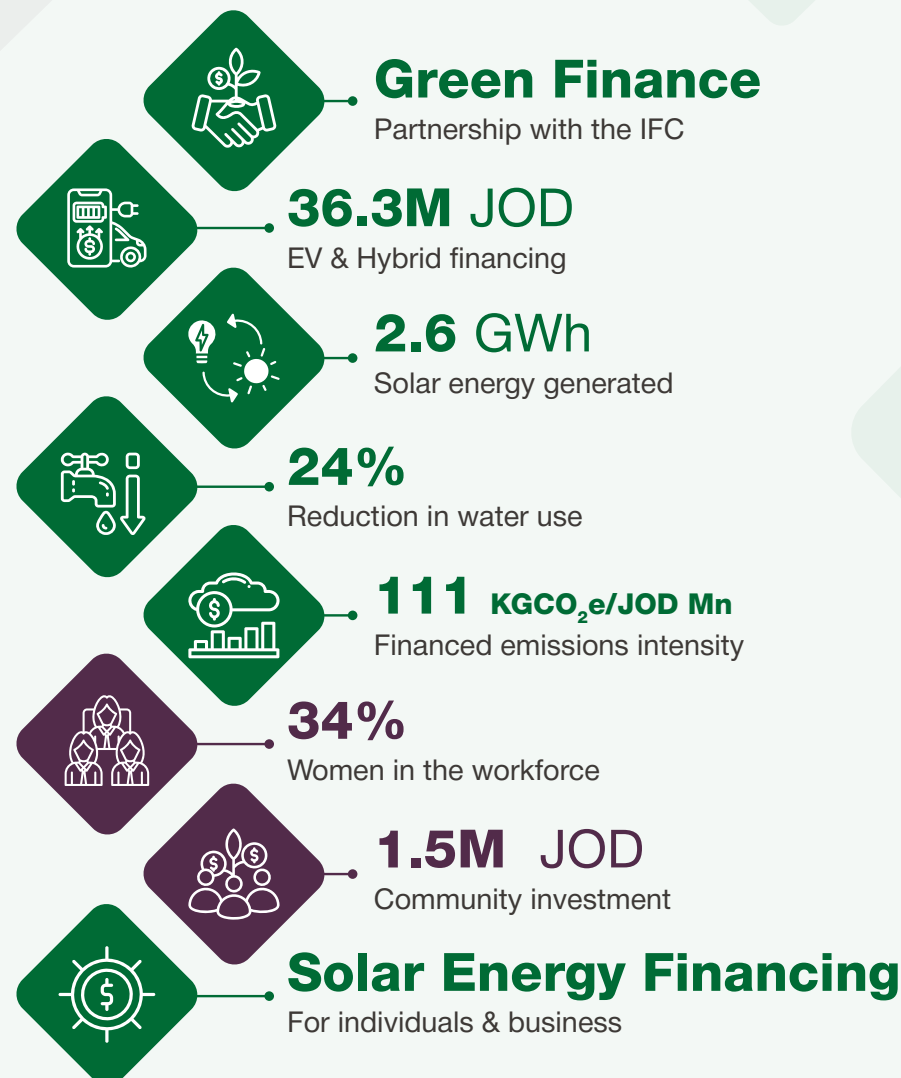 Green Finance
Partnership with the IFC
36.3M JOD
EV & Hybrid financing
2.6 GWh
Solar energy generated
24%
Reduction in water use
111 KGCO₂e/JOD Mn
Financed emissions intensity
34%
Women in the workforce
1.5M JOD
Community investment
Solar Energy Financing
For individuals & business